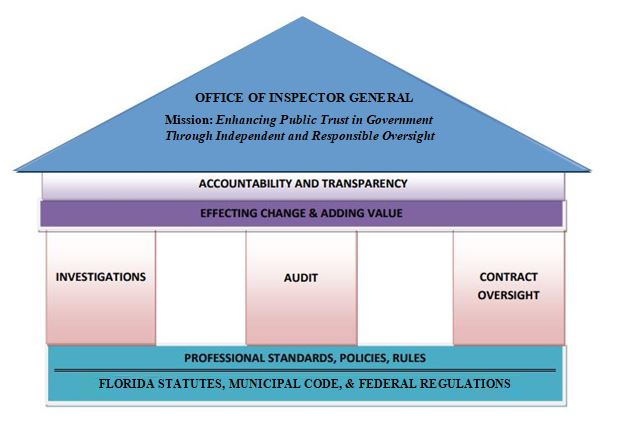 OFFICE OF INSPECTOR GENERAL
Mission: Enhancing Public Trust in Government
Through Independent and Responsible Oversight
ACCOUNTABILITY AND TRANSPARENCY
EFFECTING CHANGE & ADDING VALUE
INVESTIGATIONS
AUDIT
CONTRACT
OVERSIGHT
PROFESSIONAL STANDARDS, POLICIES, RULES
FLORIDA STATUTES, MUNICIPAL CODE, & FEDERAL REGULATIONS